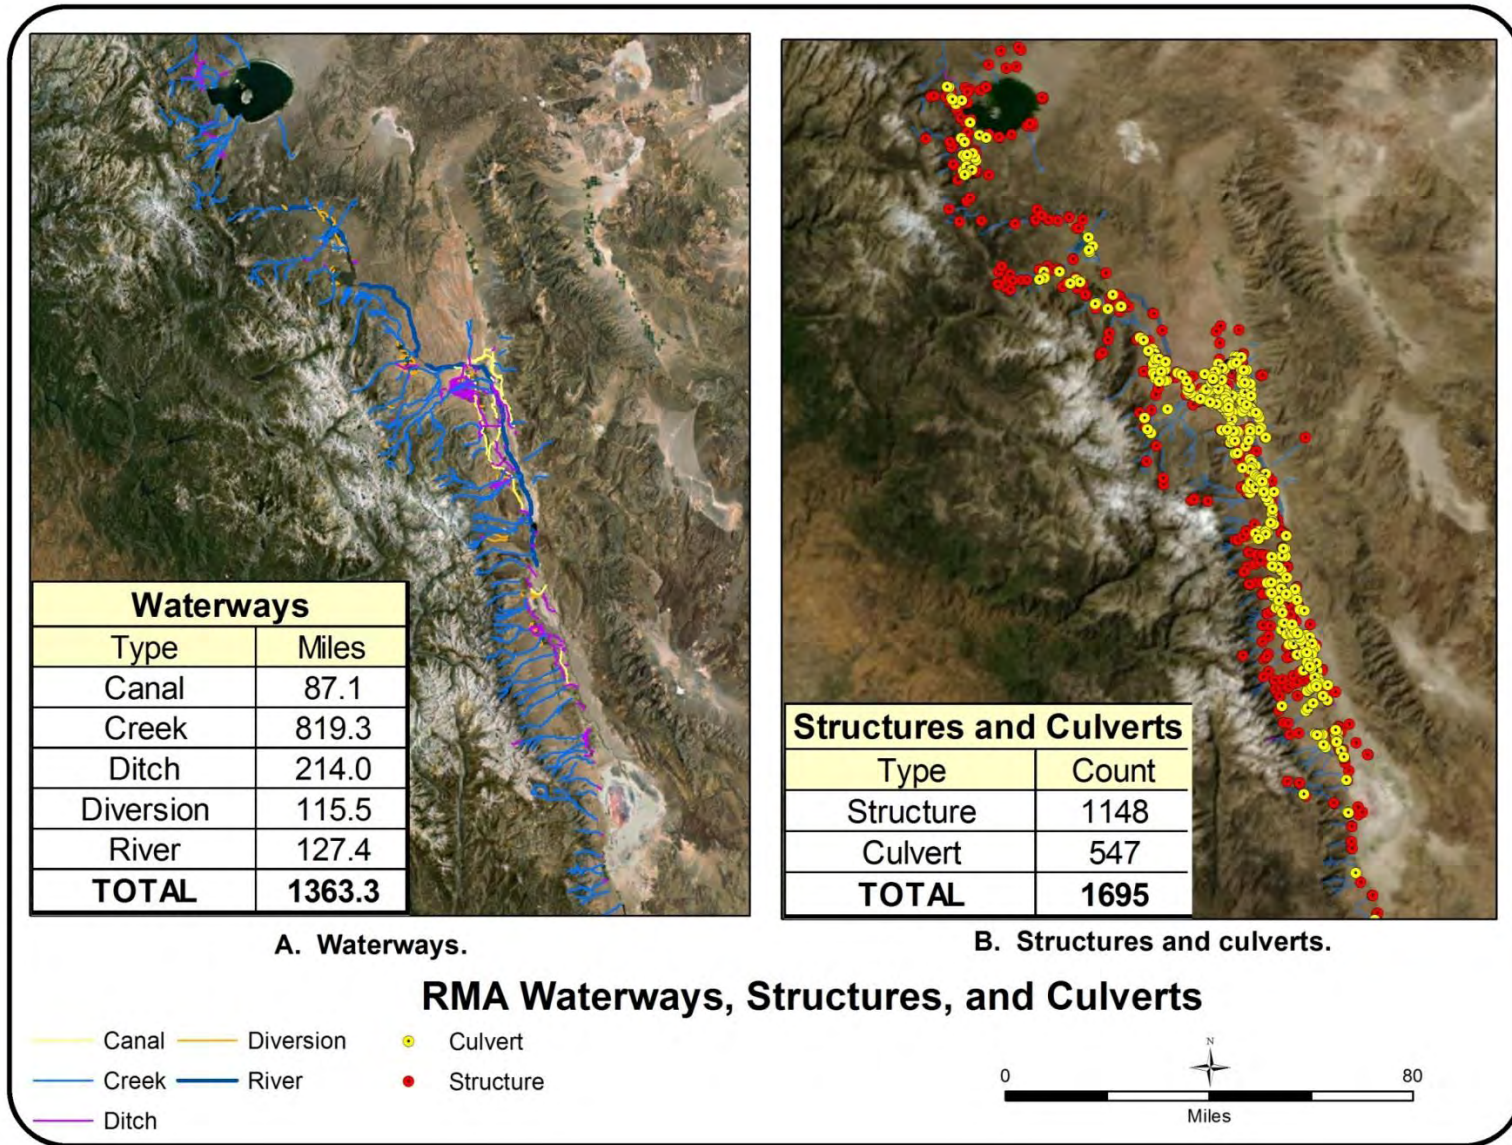 Waterways
Type Miles
Canal 87.1
Creek 819.3
Ditch 214.0
Diversion 115.5
River 127.4
TOTAL 1363.3
A. Waterways.
Structures and Culverts
Type Count
Structure 1148
Culvert 547
TOTAL 1695
B. Structures and culverts.
RMA Waterways, Structures, and Culverts
Canal Diversion Culvert
Creek River Structure
Ditch
N
0 80
Miles